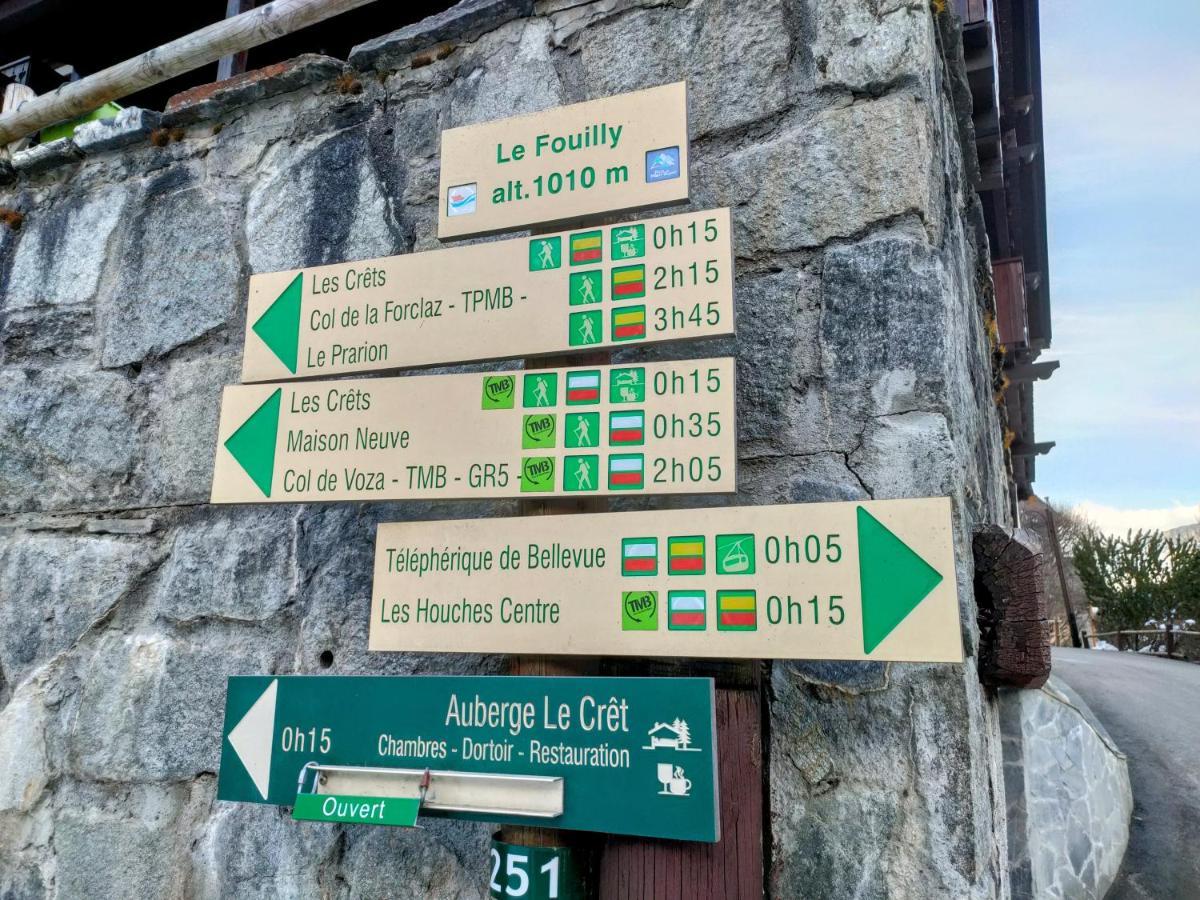 Le Fouilly
alt.1010 m
Les Crêts 0h15
Col de la Forclaz - TPMB - 2h15
Le Prarion 3h45
Les Crêts TMB 0h15
Maison Neuve TMB 0h35
Col de Voza - TMB - GR5 - TMB 2h05
Téléphérique de Bellevue 0h05
Les Houches Centre TMB 0h15
Auberge Le Crêt
0h15 Chambres - Dortoir - Restauration
Ouvert
251